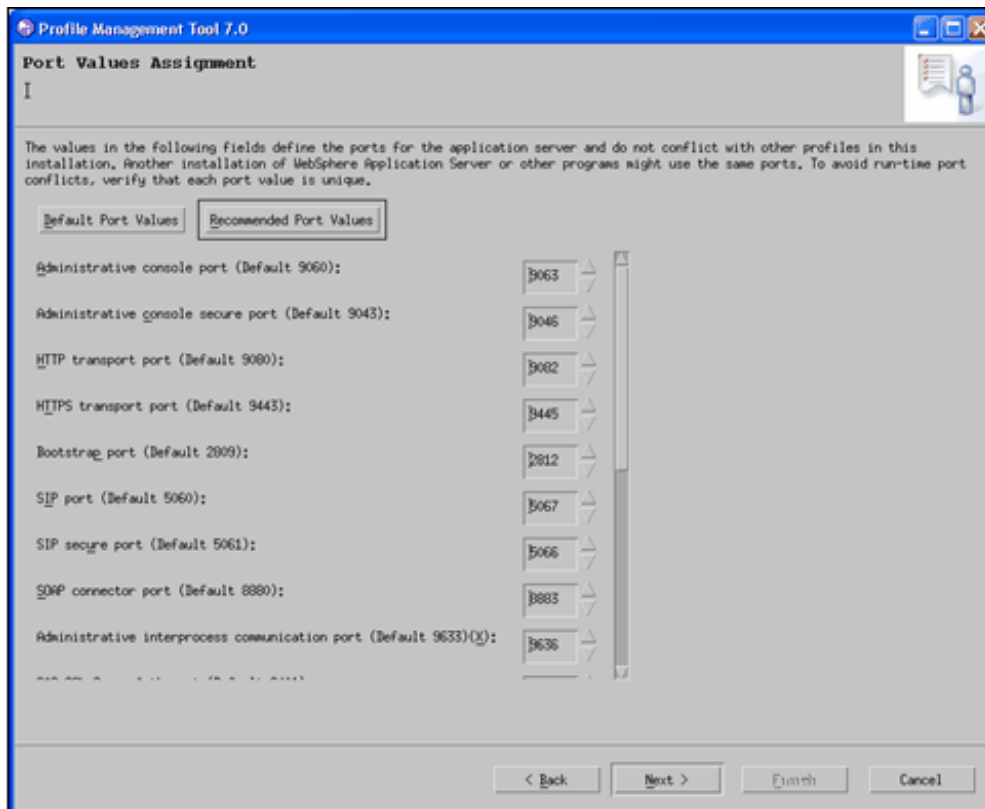 Profile Management Tool 7.0
Port Values Assignment
The values in the following fields define the ports for the application server and do not conflict with other profiles in this
installation. Another installation of WebSphere Application Server or other programs might use the same ports. To avoid run-time port
conflicts, verify that each port value is unique.
Default Port Values Recommended Port Values
Administrative console port (Default 9060): 9063
Administrative console secure port (Default 9043): 9046
HTTP transport port (Default 9080): 9082
HTTPS transport port (Default 9443): 9445
Bootstrap port (Default 2809): 2812
SIP port (Default 5060): 5067
SIP secure port (Default 5061): 5066
SOAP connector port (Default 8880): 8883
Administrative interprocess communication port (Default 9633)(X): 9636
< Back Next > Finish Cancel